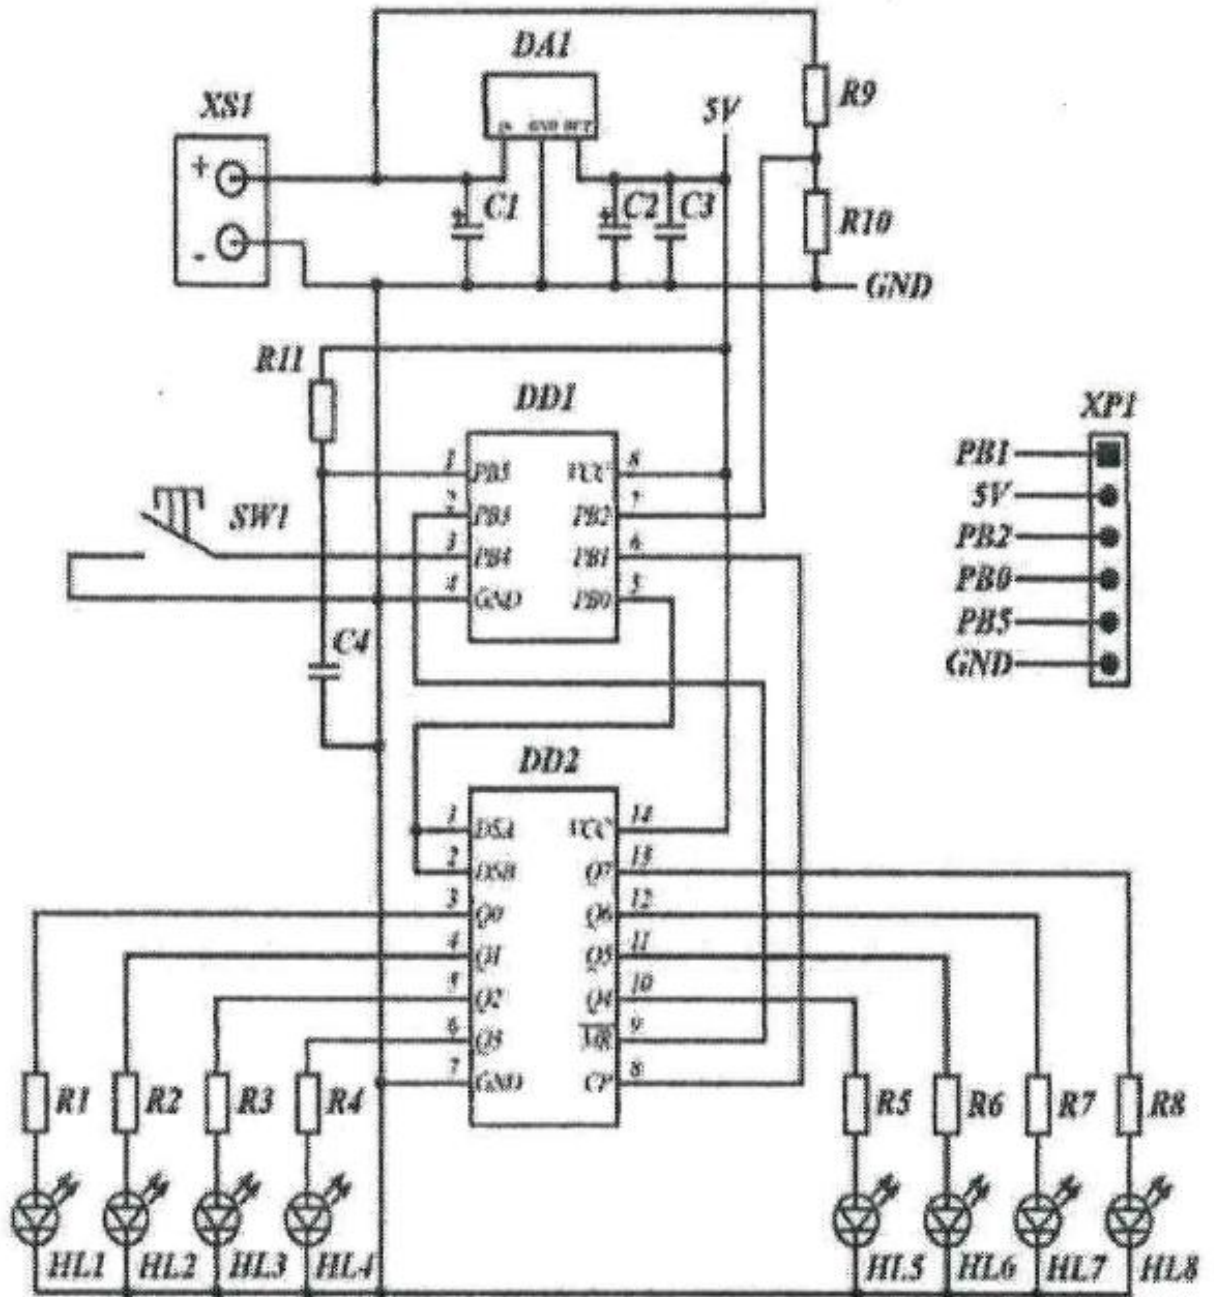 DA1
XS1
IN GND OUT
5V
R9
+
C1
+
C2
C3
R10
-
+
GND
R11
DD1
XP1
1 PB5 VCC 8
PB1
2 PB3 PB2 7
5V
SW1
3 PB4 PB1 6
PB2
4 GND PB0 5
PB0
PB5
C4
GND
DD2
1 DSA VCC 14
2 DSB Q7 13
3 Q0 Q6 12
4 Q1 Q5 11
5 Q2 Q4 10
6 Q3 MR 9
7 GND CP 8
R1 R2 R3 R4 R5 R6 R7 R8
HL1 HL2 HL3 HL4 HL5 HL6 HL7 HL8